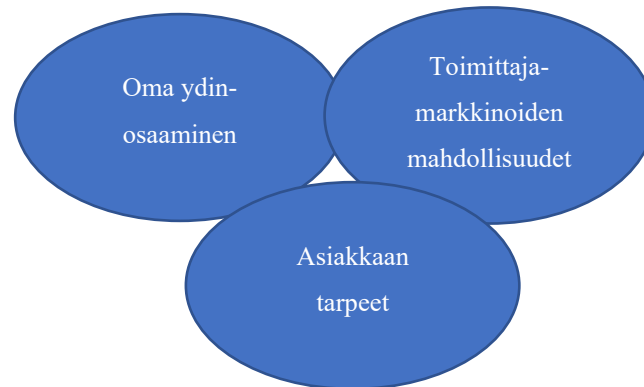 Oma ydin-
osaaminen
Toimittaja-
markkinoiden
mahdollisuudet
Asiakkaan
tarpeet